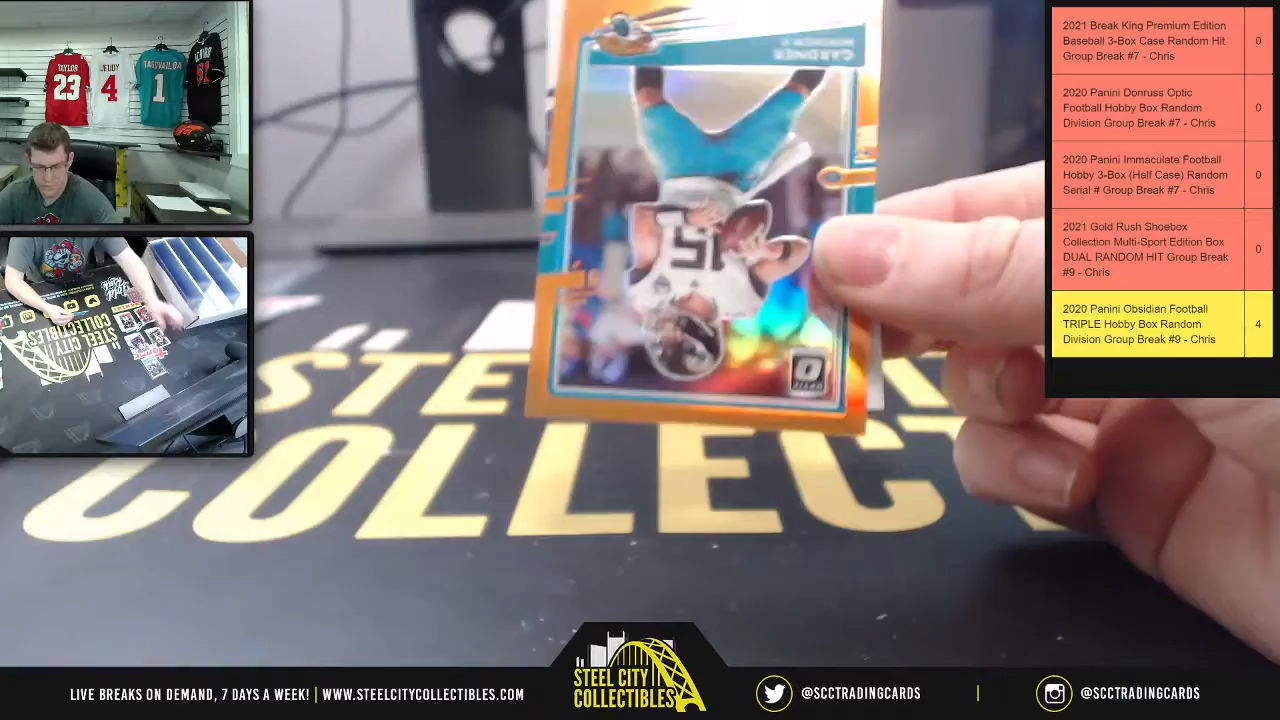 TAYLOR
23
JEUDY
4
TAGOVAILOA
1
GARDNER
MINSHEW II
15
O
OPTIC
STEEL CITY
COLLECT
2021 Break King Premium Edition
Baseball 3-Box Case Random Hit
Group Break #7 - Chris
0
2020 Panini Donruss Optic
Football Hobby Box Random
Division Group Break #7 - Chris
0
2020 Panini Immaculate Football
Hobby 3-Box (Half Case) Random
Serial # Group Break #7 - Chris
0
2021 Gold Rush Shoebox
Collection Multi-Sport Edition Box
DUAL RANDOM HIT Group Break
#9 - Chris
0
2020 Panini Obsidian Football
TRIPLE Hobby Box Random
Division Group Break #9 - Chris
4
LIVE BREAKS ON DEMAND, 7 DAYS A WEEK! | WWW.STEELCITYCOLLECTIBLES.COM
STEEL CITY
COLLECTIBLES
@SCCTRADINGCARDS
@SCCTRADINGCARDS